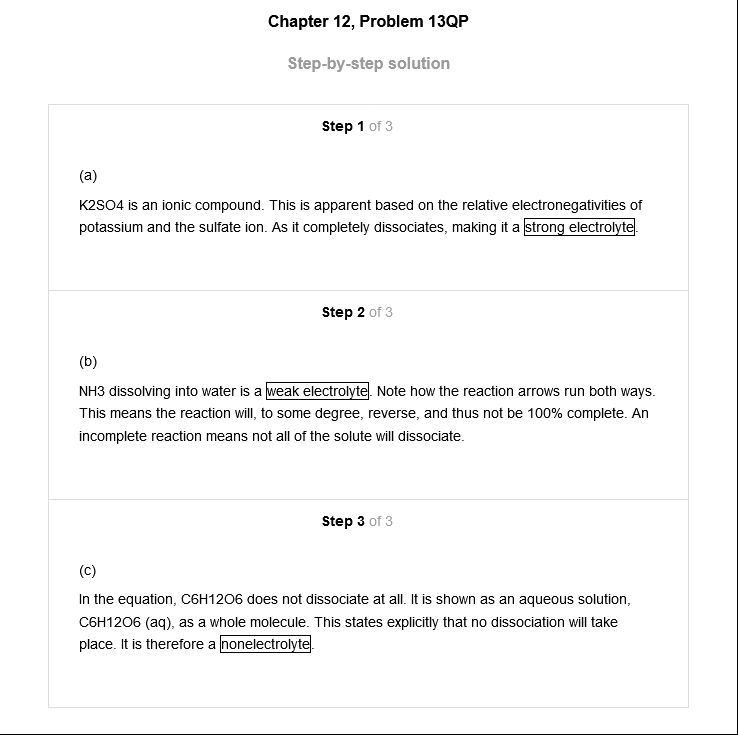 Chapter 12, Problem 13QP
Step-by-step solution
Step 1 of 3
(a)
K2SO4 is an ionic compound. This is apparent based on the relative electronegativities of
potassium and the sulfate ion. As it completely dissociates, making it a strong electrolyte.
Step 2 of 3
(b)
NH3 dissolving into water is a weak electrolyte. Note how the reaction arrows run both ways.
This means the reaction will, to some degree, reverse, and thus not be 100% complete. An
incomplete reaction means not all of the solute will dissociate.
Step 3 of 3
(c)
In the equation, C6H12O6 does not dissociate at all. It is shown as an aqueous solution,
C6H12O6 (aq), as a whole molecule. This states explicitly that no dissociation will take
place. It is therefore a nonelectrolyte.